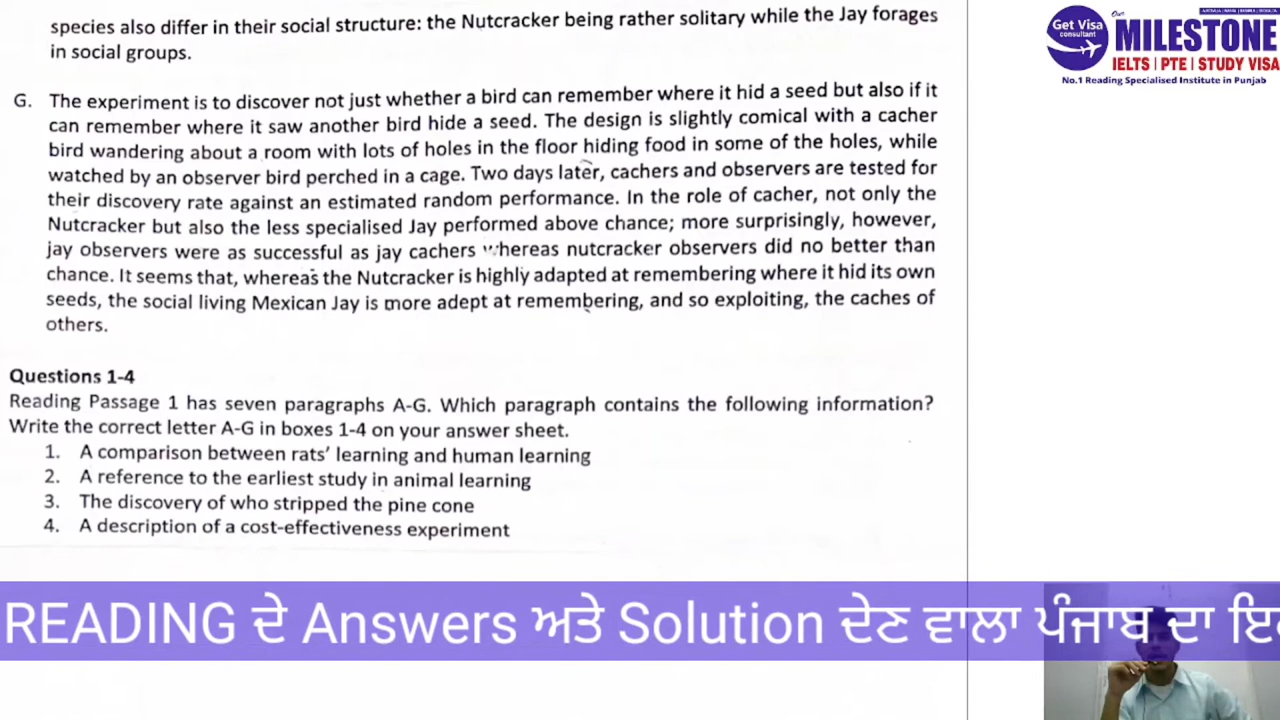 species also differ in their social structure: the Nutcracker being rather solitary while the Jay forages
in social groups.
G. The experiment is to discover not just whether a bird can remember where it hid a seed but also if it
can remember where it saw another bird hide a seed. The design is slightly comical with a cacher
bird wandering about a room with lots of holes in the floor hiding food in some of the holes, while
watched by an observer bird perched in a cage. Two days later, cachers and observers are tested for
their discovery rate against an estimated random performance. In the role of cacher, not only the
Nutcracker but also the less specialised Jay performed above chance; more surprisingly, however,
jay observers were as successful as jay cachers whereas nutcracker observers did no better than
chance. It seems that, whereas the Nutcracker is highly adapted at remembering where it hid its own
seeds, the social living Mexican Jay is more adept at remembering, and so exploiting, the caches of
others.
Questions 1-4
Reading Passage 1 has seven paragraphs A-G. Which paragraph contains the following information?
Write the correct letter A-G in boxes 1-4 on your answer sheet.
1. A comparison between rats' learning and human learning
2. A reference to the earliest study in animal learning
3. The discovery of who stripped the pine cone
4. A description of a cost-effectiveness experiment
Get Visa
consultant
Our
MILESTONE
IELTS | PTE | STUDY VISA
No.1 Reading Specialised Institute in Punjab
READING ਦੇ Answers ਅਤੇ Solution ਦੇਣ ਵਾਲਾ ਪੰਜਾਬ ਦਾ